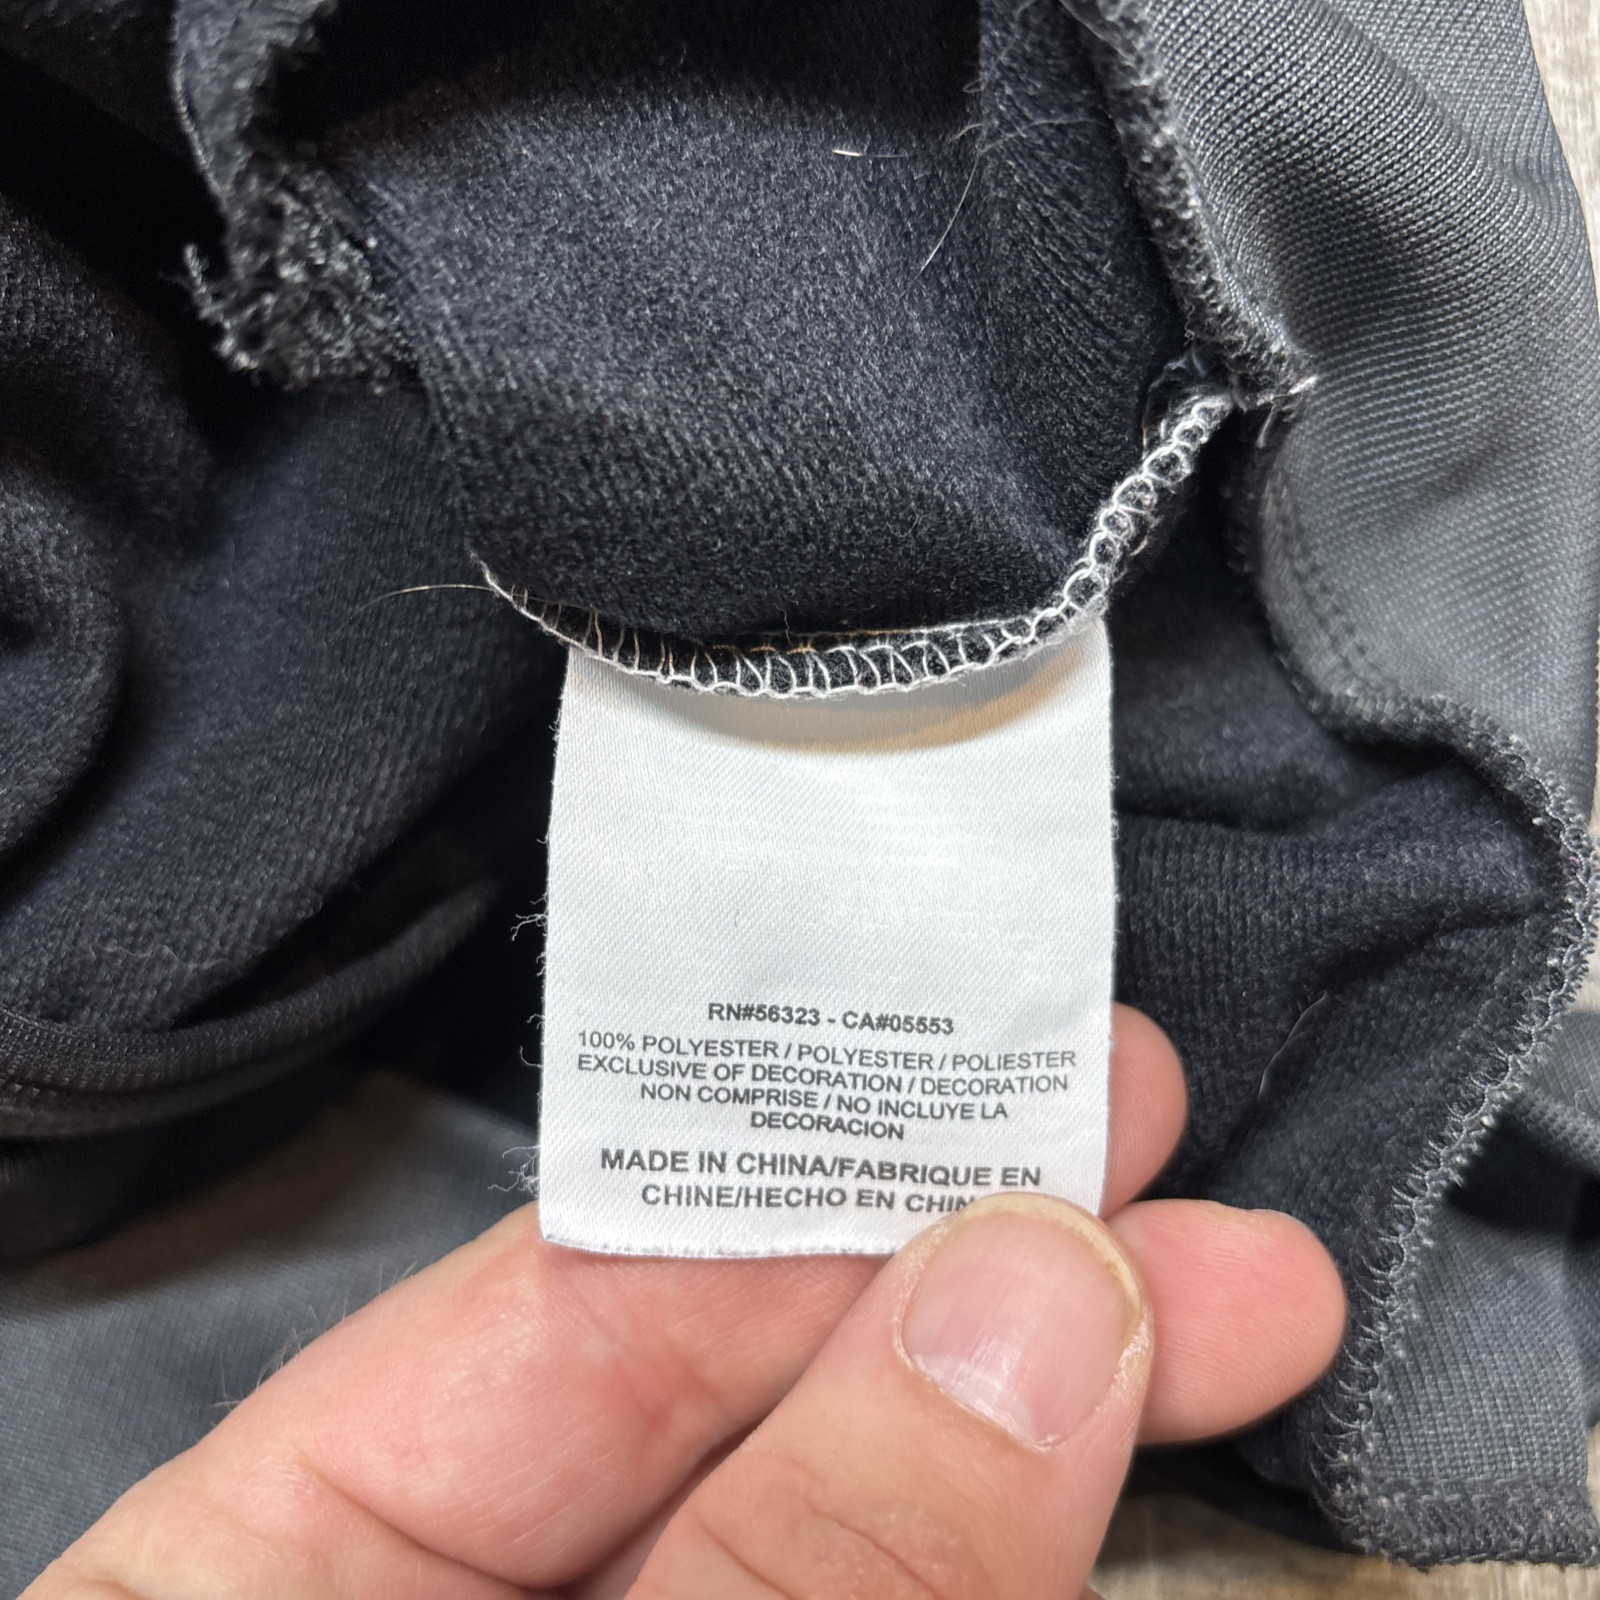 RN#56323 - CA#05553
100% POLYESTER / POLYESTER / POLIESTER
EXCLUSIVE OF DECORATION / DECORATION
NON COMPRISE / NO INCLUYE LA
DECORACION
MADE IN CHINA/FABRIQUE EN
CHINE/HECHO EN